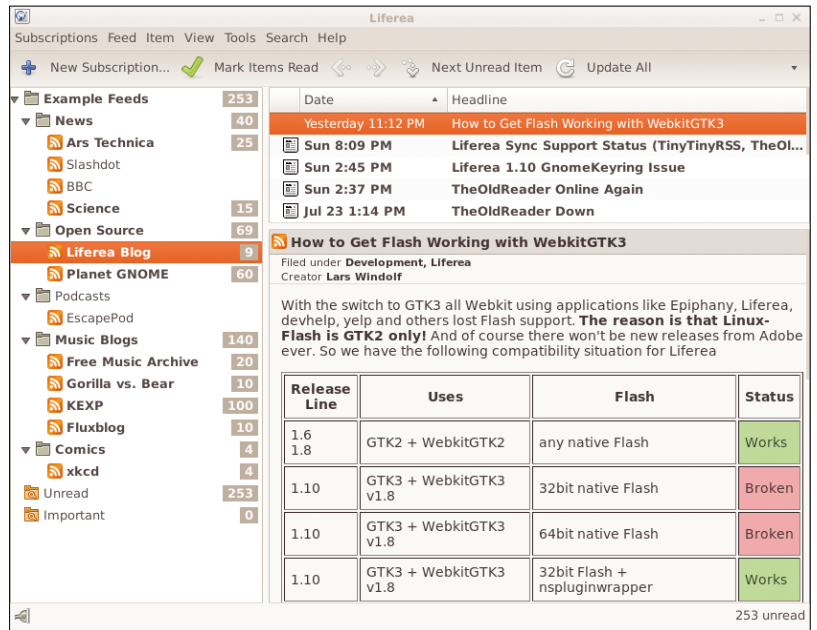 Liferea
Subscriptions Feed Item View Tools Search Help
New Subscription... Mark Items Read Next Unread Item Update All
Example Feeds 253
News 40
Ars Technica 25
Slashdot
BBC
Science 15
Open Source 69
Liferea Blog 9
Planet GNOME 60
Podcasts
EscapePod
Music Blogs 140
Free Music Archive 20
Gorilla vs. Bear 10
KEXP 100
Fluxblog 10
Comics 4
xkcd 4
Unread 253
Important 0
Date Headline
Yesterday 11:12 PM How to Get Flash Working with WebkitGTK3
Sun 8:09 PM Liferea Sync Support Status (TinyTinyRSS, TheOl...
Sun 2:45 PM Liferea 1.10 GnomeKeyring Issue
Sun 2:37 PM TheOldReader Online Again
Jul 23 1:14 PM TheOldReader Down
How to Get Flash Working with WebkitGTK3
Filed under Development, Liferea
Creator Lars Windolf
With the switch to GTK3 all Webkit using applications like Epiphany, Liferea,
devhelp, yelp and others lost Flash support. The reason is that Linux-
Flash is GTK2 only! And of course there won't be new releases from Adobe
ever. So we have the following compatibility situation for Liferea
Release
Line
Uses
Flash
Status
1.6
1.8
GTK2 + WebkitGTK2
any native Flash
Works
1.10
GTK3 + WebkitGTK3
v1.8
32bit native Flash
Broken
1.10
GTK3 + WebkitGTK3
v1.8
64bit native Flash
Broken
1.10
GTK3 + WebkitGTK3
v1.8
32bit Flash +
nspluginwrapper
Works
253 unread